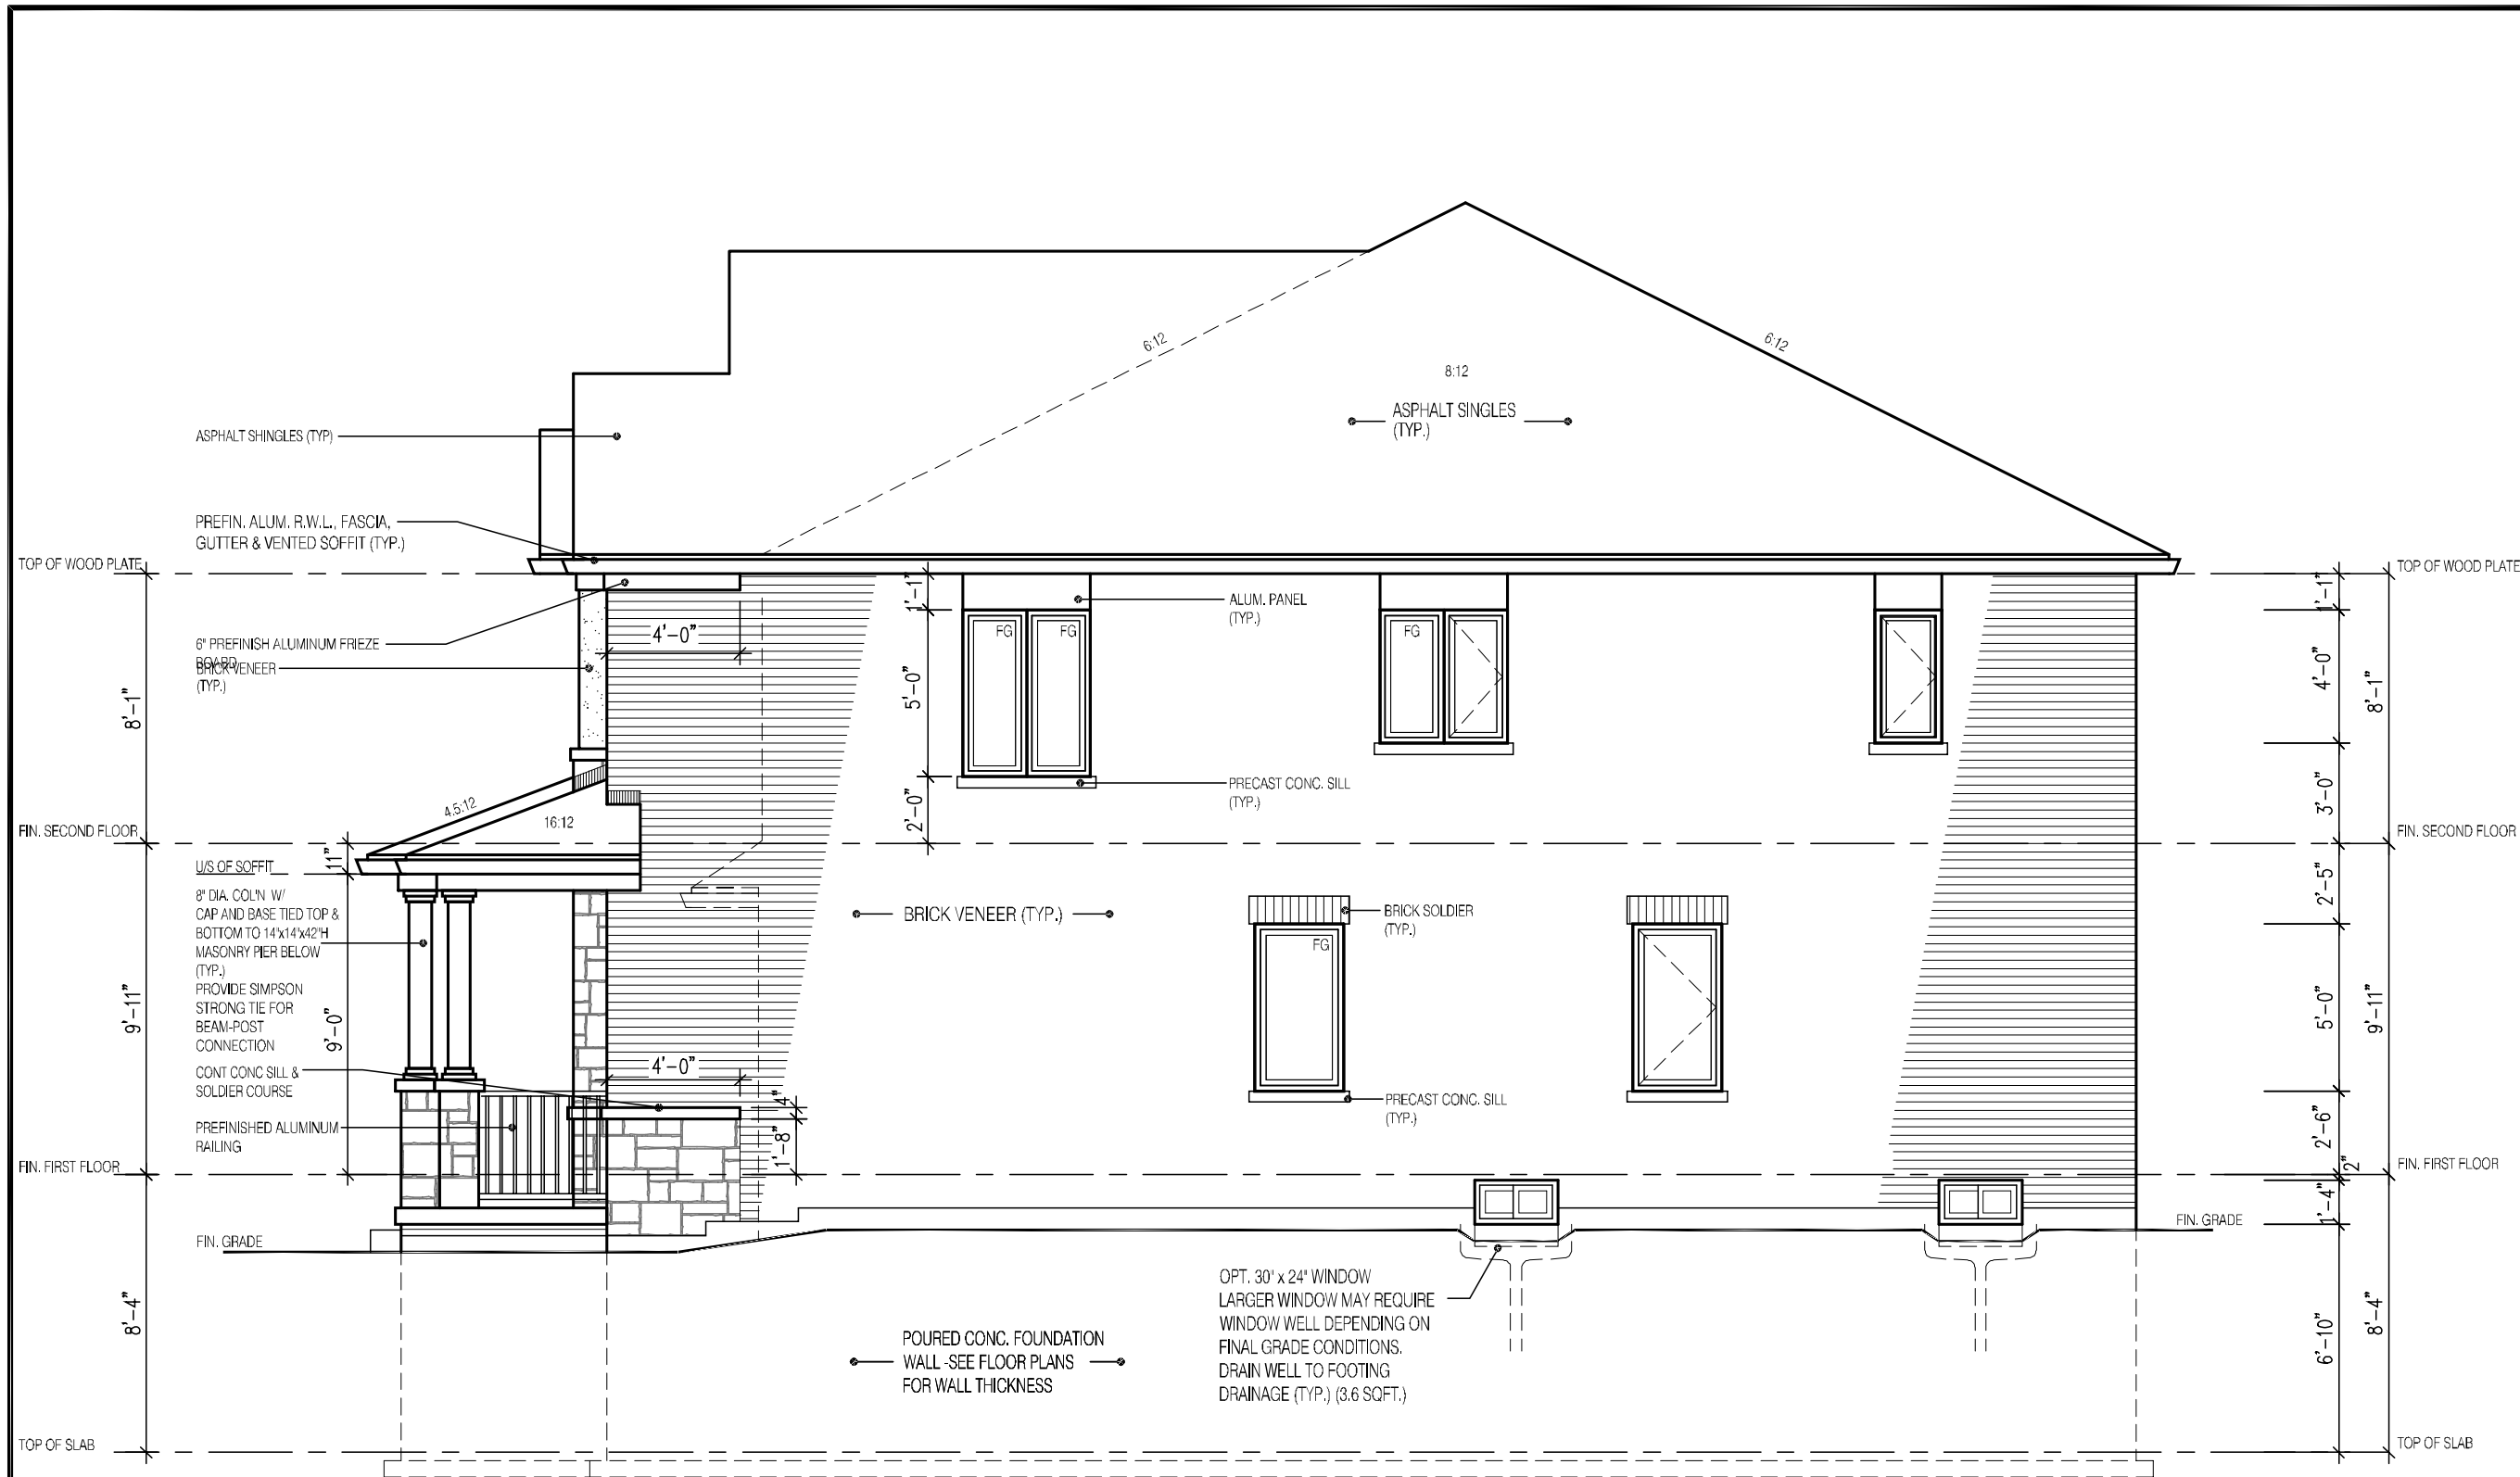 6:12
6:12
8:12
ASPHALT SINGLES
(TYP.)
ASPHALT SHINGLES (TYP)
PREFIN. ALUM. R.W.L., FASCIA,
GUTTER & VENTED SOFFIT (TYP.)
TOP OF WOOD PLATE
TOP OF WOOD PLATE
1'-1"
1'-1"
ALUM. PANEL
(TYP.)
FG
FG
FG
4'-0"
6" PREFINISH ALUMINUM FRIEZE
BOARD
BRICK VENEER
(TYP.)
8'-1"
5'-0"
4'-0"
8'-1"
PRECAST CONC. SILL
(TYP.)
2'-0"
3'-0"
4.5:12
16:12
FIN. SECOND FLOOR
FIN. SECOND FLOOR
11"
U/S OF SOFFIT
8" DIA. COL'N W/
CAP AND BASE TIED TOP &
BOTTOM TO 14"x14"x42"H
MASONRY PIER BELOW
(TYP.)
PROVIDE SIMPSON
STRONG TIE FOR
BEAM-POST
CONNECTION
2'-5"
BRICK VENEER (TYP.)
BRICK SOLDIER
(TYP.)
FG
9'-11"
9'-0"
5'-0"
9'-11"
4'-0"
CONT CONC SILL &
SOLDIER COURSE
4"
PRECAST CONC. SILL
(TYP.)
PREFINISHED ALUMINUM
RAILING
1'-8"
2'-6"
FIN. FIRST FLOOR
2"
FIN. FIRST FLOOR
1'-4"
FIN. GRADE
FIN. GRADE
OPT. 30" x 24" WINDOW
LARGER WINDOW MAY REQUIRE
WINDOW WELL DEPENDING ON
FINAL GRADE CONDITIONS.
DRAIN WELL TO FOOTING
DRAINAGE (TYP.) (3.6 SQFT.)
8'-4"
6'-10"
8'-4"
POURED CONC. FOUNDATION
WALL -SEE FLOOR PLANS
FOR WALL THICKNESS
TOP OF SLAB
TOP OF SLAB